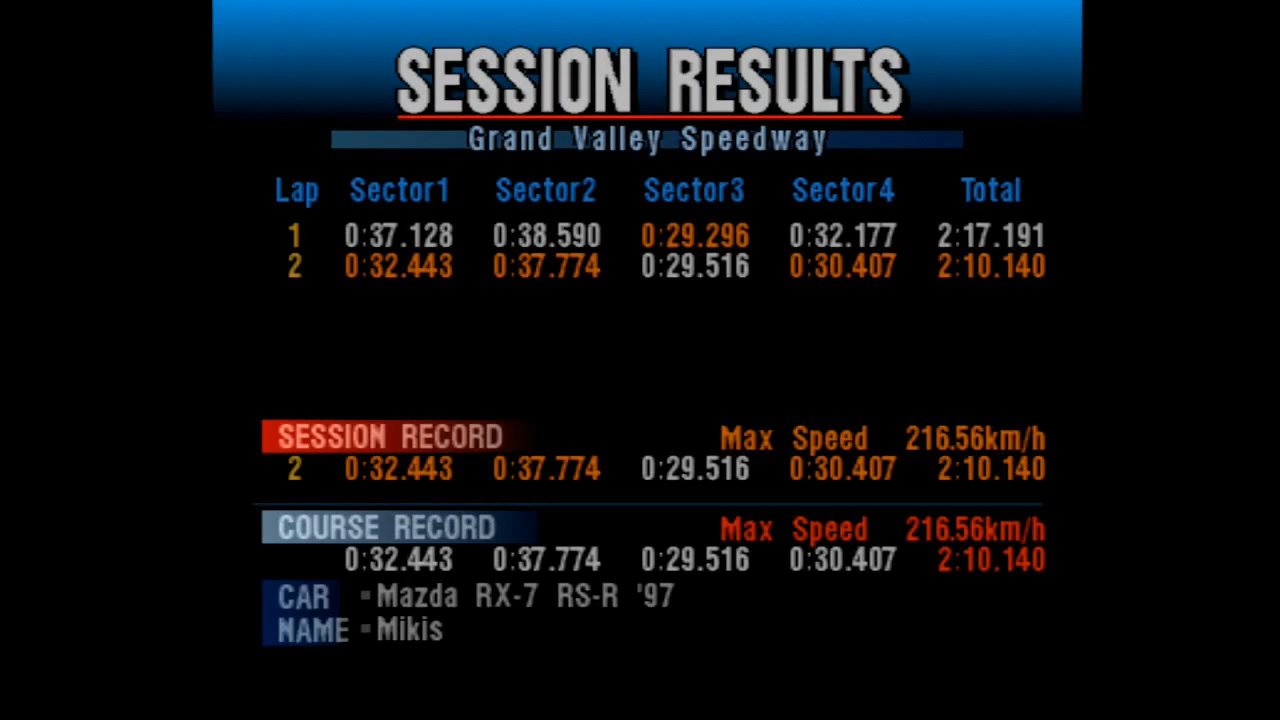 SESSION RESULTS
Grand Valley Speedway
Lap Sector1 Sector2 Sector3 Sector4 Total
1 0:37.128 0:38.590 0:29.296 0:32.177 2:17.191
2 0:32.443 0:37.774 0:29.516 0:30.407 2:10.140
SESSION RECORD Max Speed 216.56km/h
2 0:32.443 0:37.774 0:29.516 0:30.407 2:10.140
COURSE RECORD Max Speed 216.56km/h
0:32.443 0:37.774 0:29.516 0:30.407 2:10.140
CAR Mazda RX-7 RS-R '97
NAME Mikis